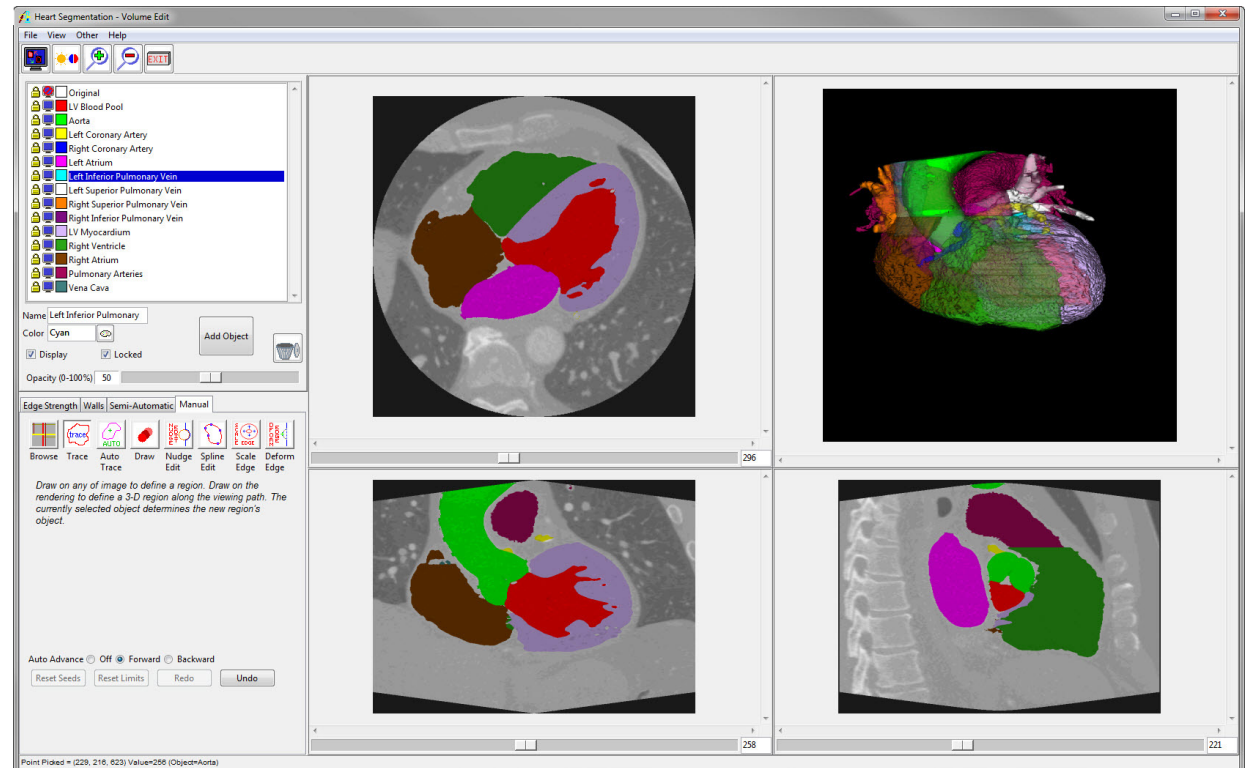 Heart Segmentation - Volume Edit
File View Other Help
EXIT
Original
LV Blood Pool
Aorta
Left Coronary Artery
Right Coronary Artery
Left Atrium
Left Inferior Pulmonary Vein
Left Superior Pulmonary Vein
Right Superior Pulmonary Vein
Right Inferior Pulmonary Vein
LV Myocardium
Right Ventricle
Right Atrium
Pulmonary Arteries
Vena Cava
Name Left Inferior Pulmonary
Color Cyan
Add Object
Display Locked
Opacity (0-100%) 50
Edge Strength Walls Semi-Automatic Manual
trace AUTO NUDGE EDIT SCALE EDGE
Browse Trace Auto Trace Draw Nudge Edit Spline Edit Scale Edge Deform Edge
Draw on any of image to define a region. Draw on the
rendering to define a 3-D region along the viewing path. The
currently selected object determines the new region's
object.
Auto Advance Off Forward Backward
Reset Seeds Reset Limits Redo Undo
296
258
221
Point Picked = (229, 216, 623) Value=256 (Object=Aorta)